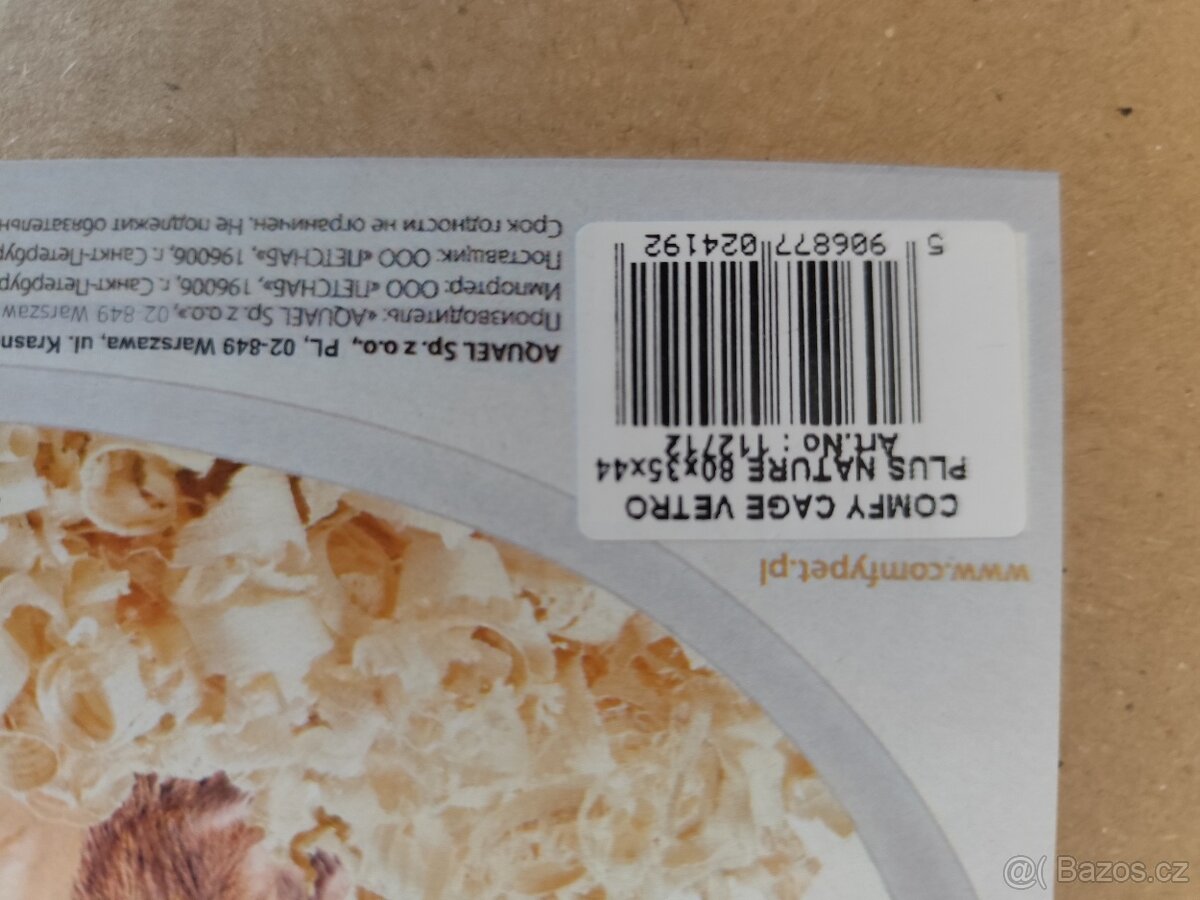 www.comfypet.pl
COMFY CAGE VETRO
PLUS NATURE 80x35x44
Art.No : 112712
5 906877 024192
AQUAEL Sp. z o.o., PL, 02-849 Warszawa, ul. Krasn
Производитель: «AQUAEL Sp. z o.o.», 02-849 Warszaw
Импортер: ООО «ПЕТСНАБ», 196006, г. Санкт-Петербур
Поставщик: ООО «ПЕТСНАБ», 196006, г. Санкт-Петербур
Срок годности не ограничен. Не подлежит обязательн
@( Bazos.cz